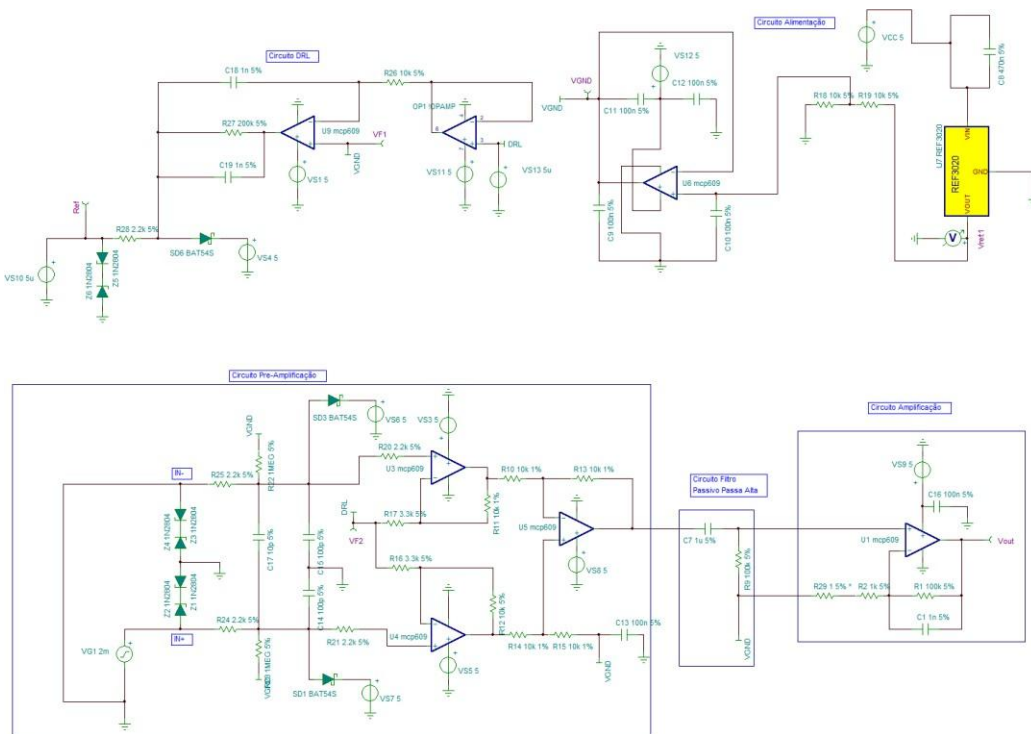 Circuito DRL
C18 1n 5%
R26 10k 5%
OP1 !OPAMP
R27 200k 5%
U9 mcp609
VF1
VGND
C19 1n 5%
VS1 5
VS11 5
DRL
VS13 5u
Ref
R28 2.2k 5%
SD6 BAT54S
VS4 5
VS10 5u
Z6 1N2804
Z5 1N2804
Circuito Alimentação
VCC 5
C8 470n 5%
VS12 5
VGND
VGND
C11 100n 5%
C12 100n 5%
R18 10k 5%
R19 10k 5%
U6 mcp609
C9 100n 5%
C10 100n 5%
U7 REF3020
REF3020
VIN
GND
VOUT
V
Vref1
Circuito Pre-Amplificação
VGND
SD3 BAT54S
VS6 5
VS3 5
IN-
R25 2.2k 5%
R22 1MEG 5%
R20 2.2k 5%
U3 mcp609
R10 10k 1%
R13 10k 1%
R11 10k 1%
DRL
R17 3.3k 5%
VF2
U5 mcp609
Z4 1N2804
Z3 1N2804
C17 10p 5%
C15 100p 5%
R16 3.3k 5%
VS8 5
Z2 1N2804
Z1 1N2804
C14 100p 5%
R12 10k 5%
IN+
R24 2.2k 5%
R21 2.2k 5%
U4 mcp609
R14 10k 1%
R15 10k 1%
C13 100n 5%
VGND
VG1 2m
1MEG 5%
SD1 BAT54S
VS7 5
VS5 5
Circuito Filtro
Passivo Passa Alta
C7 1u 5%
R9 100k 5%
VGND
Circuito Amplificação
VS9 5
C16 100n 5%
U1 mcp609
Vout
R29 1 5% *
R2 1k 5%
R1 100k 5%
C1 1n 5%